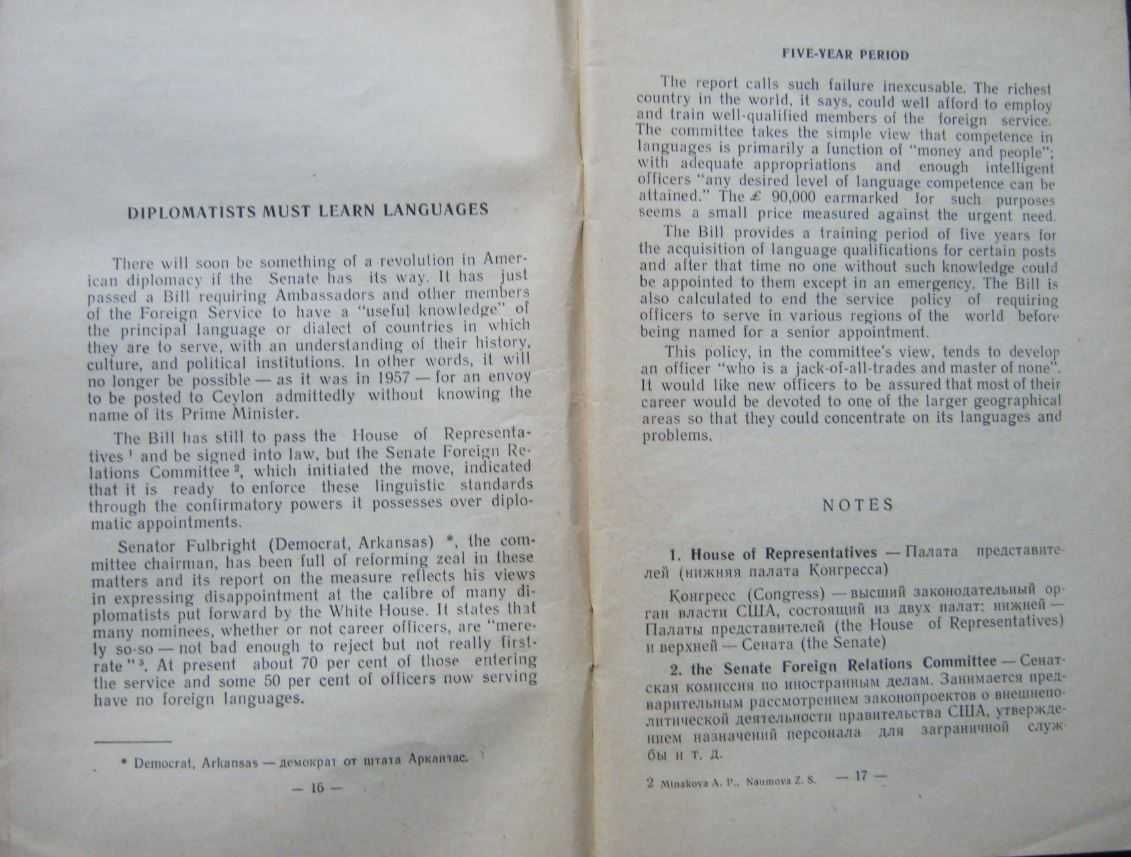 DIPLOMATISTS MUST LEARN LANGUAGES
There will soon be something of a revolution in Amer-
ican diplomacy if the Senate has its way. It has just
passed a Bill requiring Ambassadors and other members
of the Foreign Service to have a "useful knowledge" of
the principal language or dialect of countries in which
they are to serve, with an understanding of their history,
culture, and political institutions. In other words, it will
no longer be possible — as it was in 1957 — for an envoy
to be posted to Ceylon admittedly without knowing the
name of its Prime Minister.
The Bill has still to pass the House of Representa-
tives ¹ and be signed into law, but the Senate Foreign Re-
lations Committee ², which initiated the move, indicated
that it is ready to enforce these linguistic standards
through the confirmatory powers it possesses over diplo-
matic appointments.
Senator Fulbright (Democrat, Arkansas) *, the com-
mittee chairman, has been full of reforming zeal in these
matters and its report on the measure reflects his views
in expressing disappointment at the calibre of many di-
plomatists put forward by the White House. It states that
many nominees, whether or not career officers, are "mere-
ly so-so — not bad enough to reject but not really first-
rate" ³. At present about 70 per cent of those entering
the service and some 50 per cent of officers now serving
have no foreign languages.
* Democrat, Arkansas — демократ от штата Арканзас.
— 16 —
FIVE-YEAR PERIOD
The report calls such failure inexcusable. The richest
country in the world, it says, could well afford to employ
and train well-qualified members of the foreign service.
The committee takes the simple view that competence in
languages is primarily a function of "money and people";
with adequate appropriations and enough intelligent
officers "any desired level of language competence can be
attained." The £ 90,000 earmarked for such purposes
seems a small price measured against the urgent need.
The Bill provides a training period of five years for
the acquisition of language qualifications for certain posts
and after that time no one without such knowledge could
be appointed to them except in an emergency. The Bill is
also calculated to end the service policy of requiring
officers to serve in various regions of the world before
being named for a senior appointment.
This policy, in the committee's view, tends to develop
an officer "who is a jack-of-all-trades and master of none".
It would like new officers to be assured that most of their
career would be devoted to one of the larger geographical
areas so that they could concentrate on its languages and
problems.
NOTES
1. House of Representatives — Палата представите-
лей (нижняя палата Конгресса)
Конгресс (Congress) — высший законодательный ор-
ган власти США, состоящий из двух палат: нижней —
Палаты представителей (the House of Representatives)
и верхней — Сената (the Senate)
2. the Senate Foreign Relations Committee — Сенат-
ская комиссия по иностранным делам. Занимается пред-
варительным рассмотрением законопроектов о внешнепо-
литической деятельности правительства США, утвержде-
нием назначений персонала для заграничной служ-
бы и т. д.
2 Minakova A. P., Naumova Z. S. — 17 —